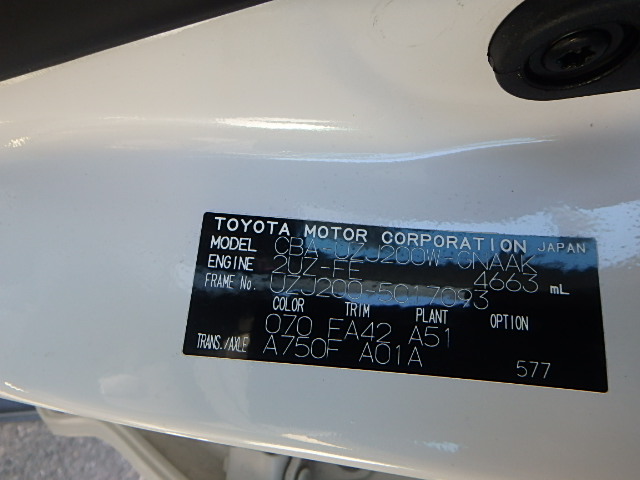 TOYOTA MOTOR CORPORATION JAPAN
MODEL CBA-UZJ200W-GNAAK
ENGINE 2UZ-FE 4663 mL
FRAME No. UZJ200-5017093
COLOR TRIM PLANT OPTION
070 FA42 A51
TRANS./AXLE A750F A01A
577